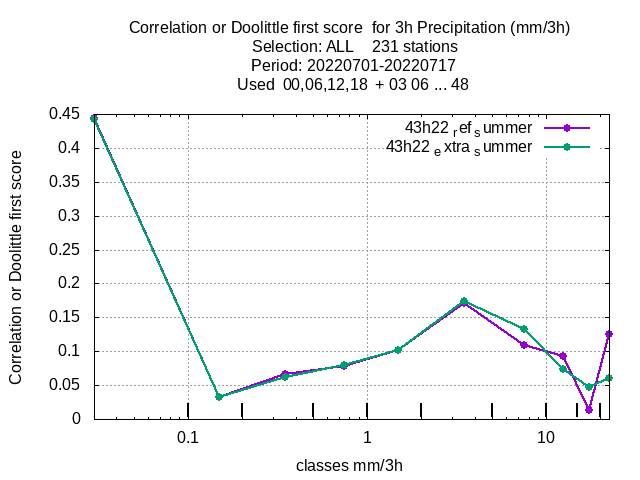 Correlation or Doolittle first score  for 3h Precipitation (mm/3h)
Selection: ALL    231 stations
Period: 20220701-20220717
Used  00,06,12,18  + 03 06 ... 48
43h22 ref summer
43h22 extra summer
Correlation or Doolittle first score
0.45
0.4
0.35
0.3
0.25
0.2
0.15
0.1
0.05
0
0.1
1
10
classes mm/3h